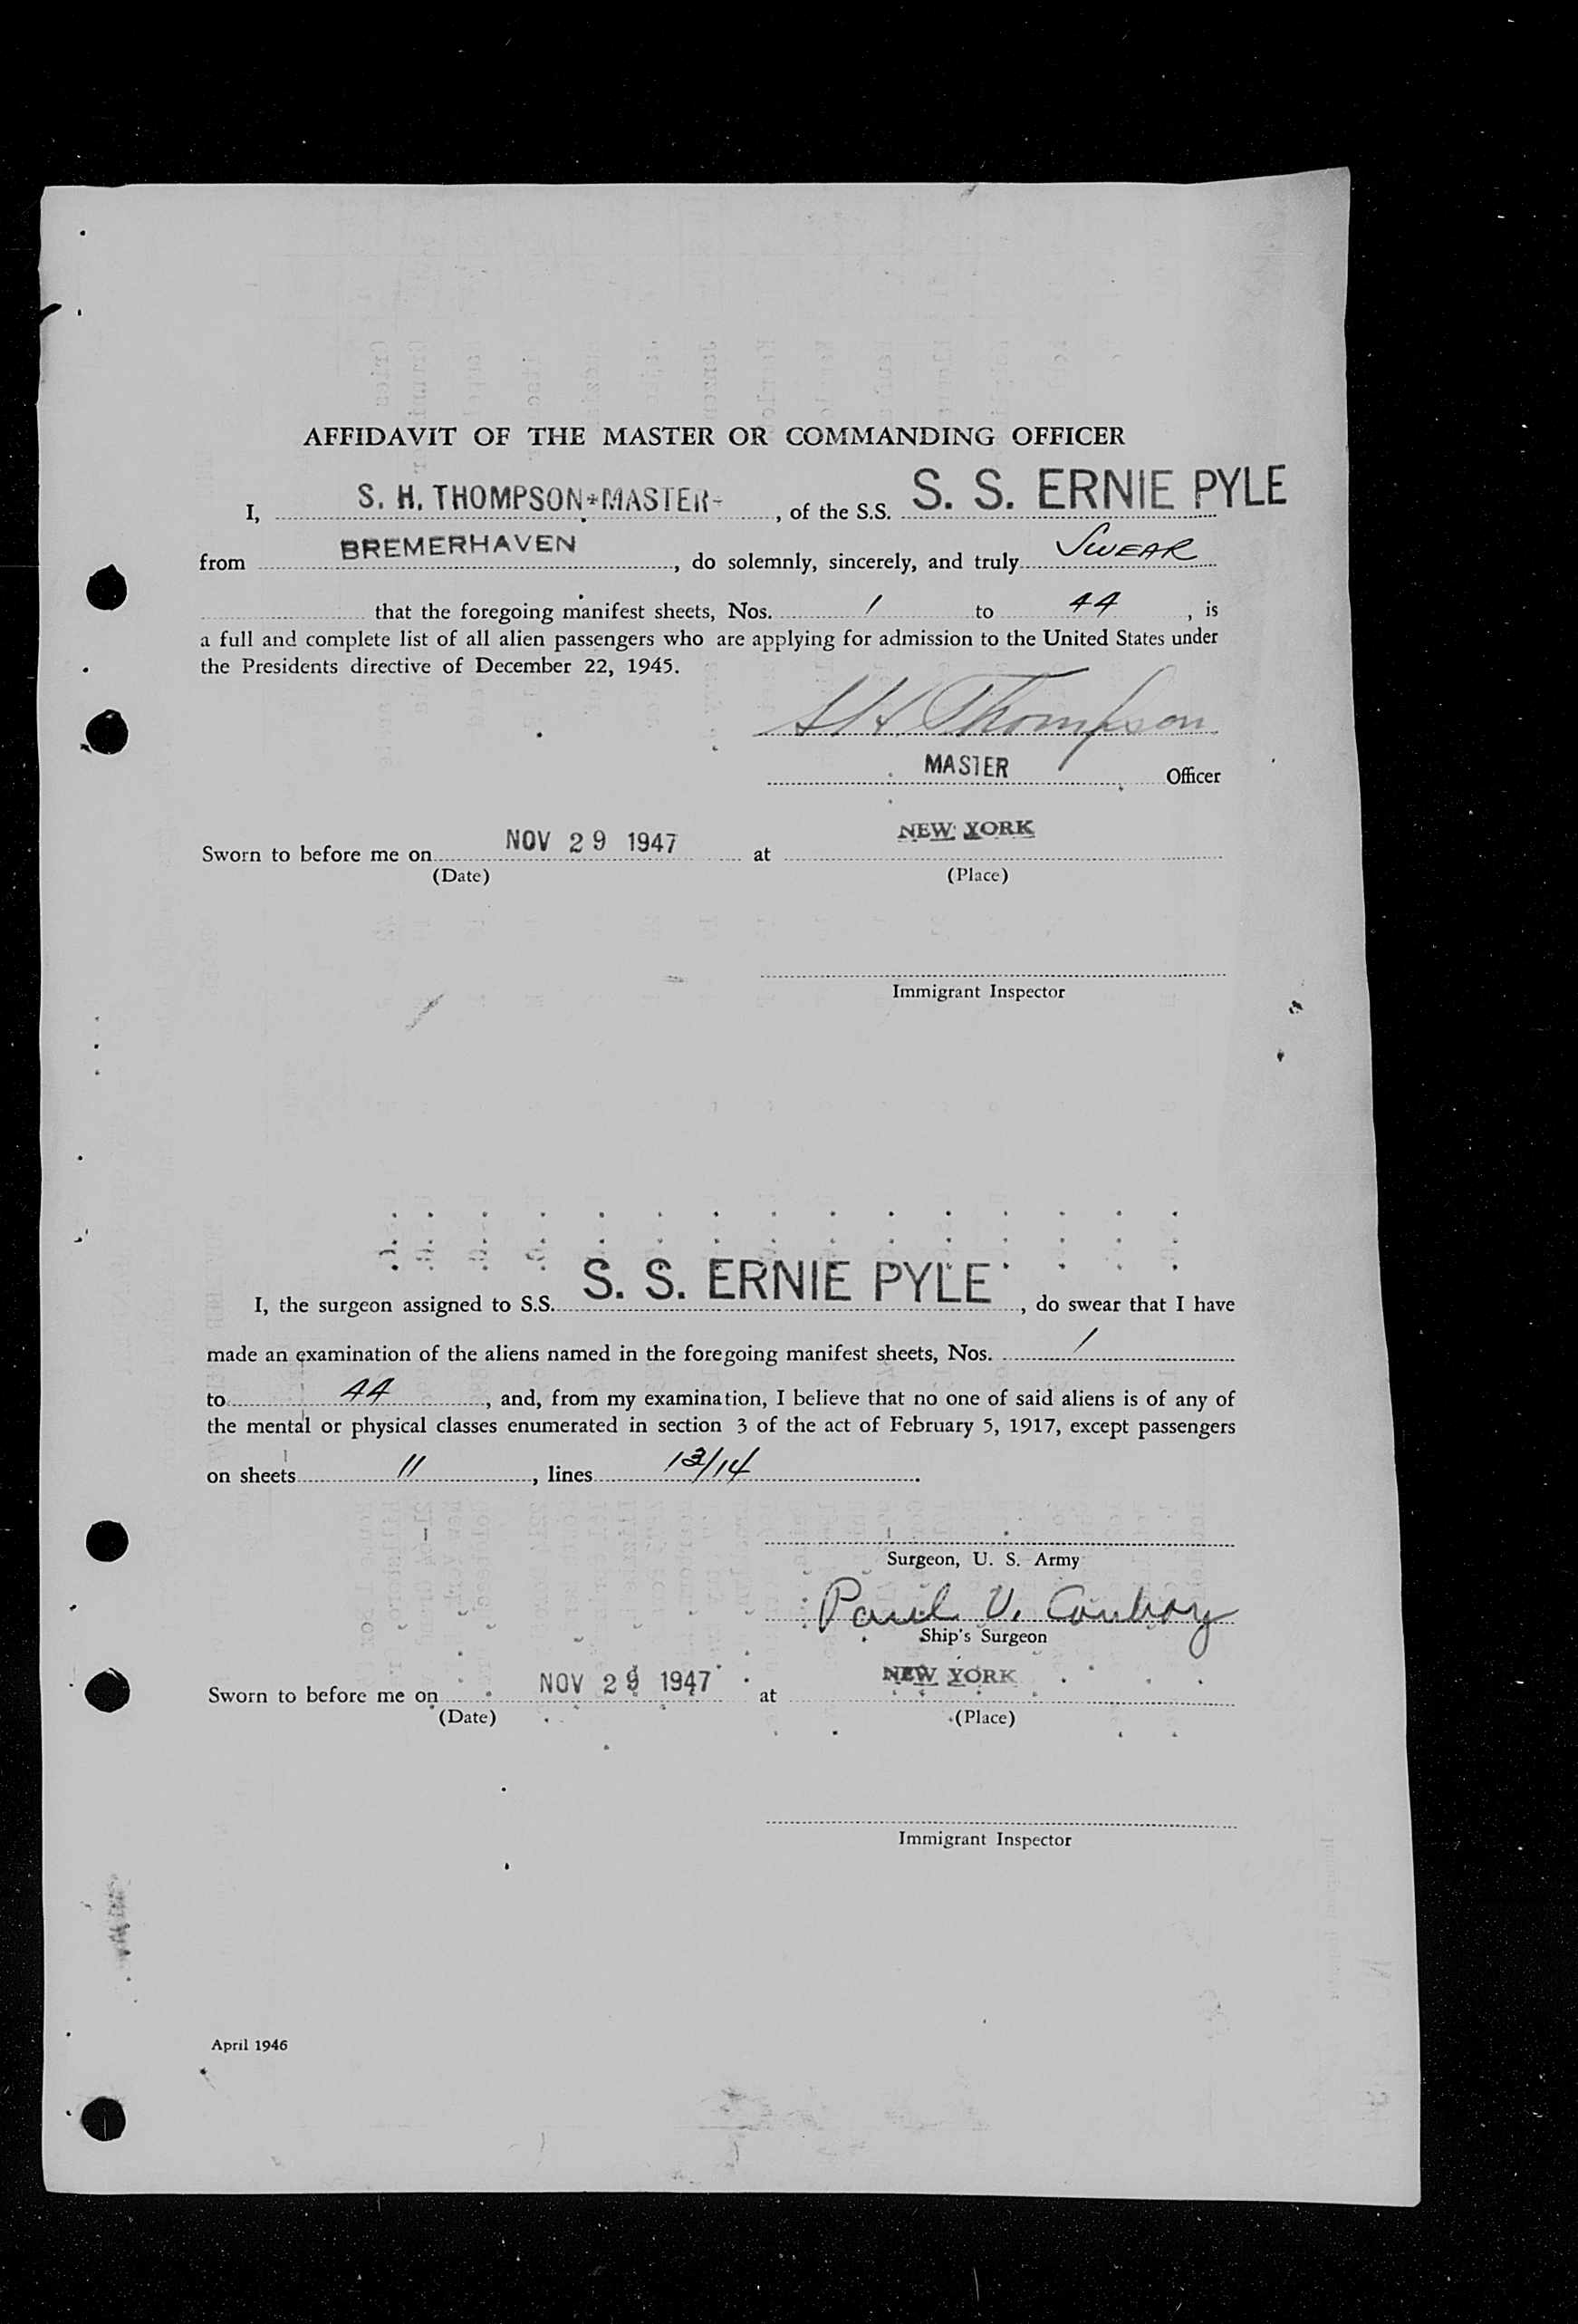 AFFIDAVIT OF THE MASTER OR COMMANDING OFFICER
I, S. H. THOMPSON*MASTER- , of the S.S. S. S. ERNIE PYLE
from BREMERHAVEN , do solemnly, sincerely, and truly SWEAR
that the foregoing manifest sheets, Nos. 1 to 44 , is
a full and complete list of all alien passengers who are applying for admission to the United States under
the Presidents directive of December 22, 1945.
S H Thompson
MASTER Officer
Sworn to before me on NOV 29 1947 at NEW YORK
(Date) (Place)
Immigrant Inspector
I, the surgeon assigned to S.S. S. S. ERNIE PYLE , do swear that I have
made an examination of the aliens named in the foregoing manifest sheets, Nos. 1
to 44 , and, from my examination, I believe that no one of said aliens is of any of
the mental or physical classes enumerated in section 3 of the act of February 5, 1917, except passengers
on sheets 11 , lines 13/14 .
Surgeon, U. S. Army
Paul V. Conboy
Ship's Surgeon
Sworn to before me on NOV 29 1947 at NEW YORK
(Date) (Place)
Immigrant Inspector
April 1946